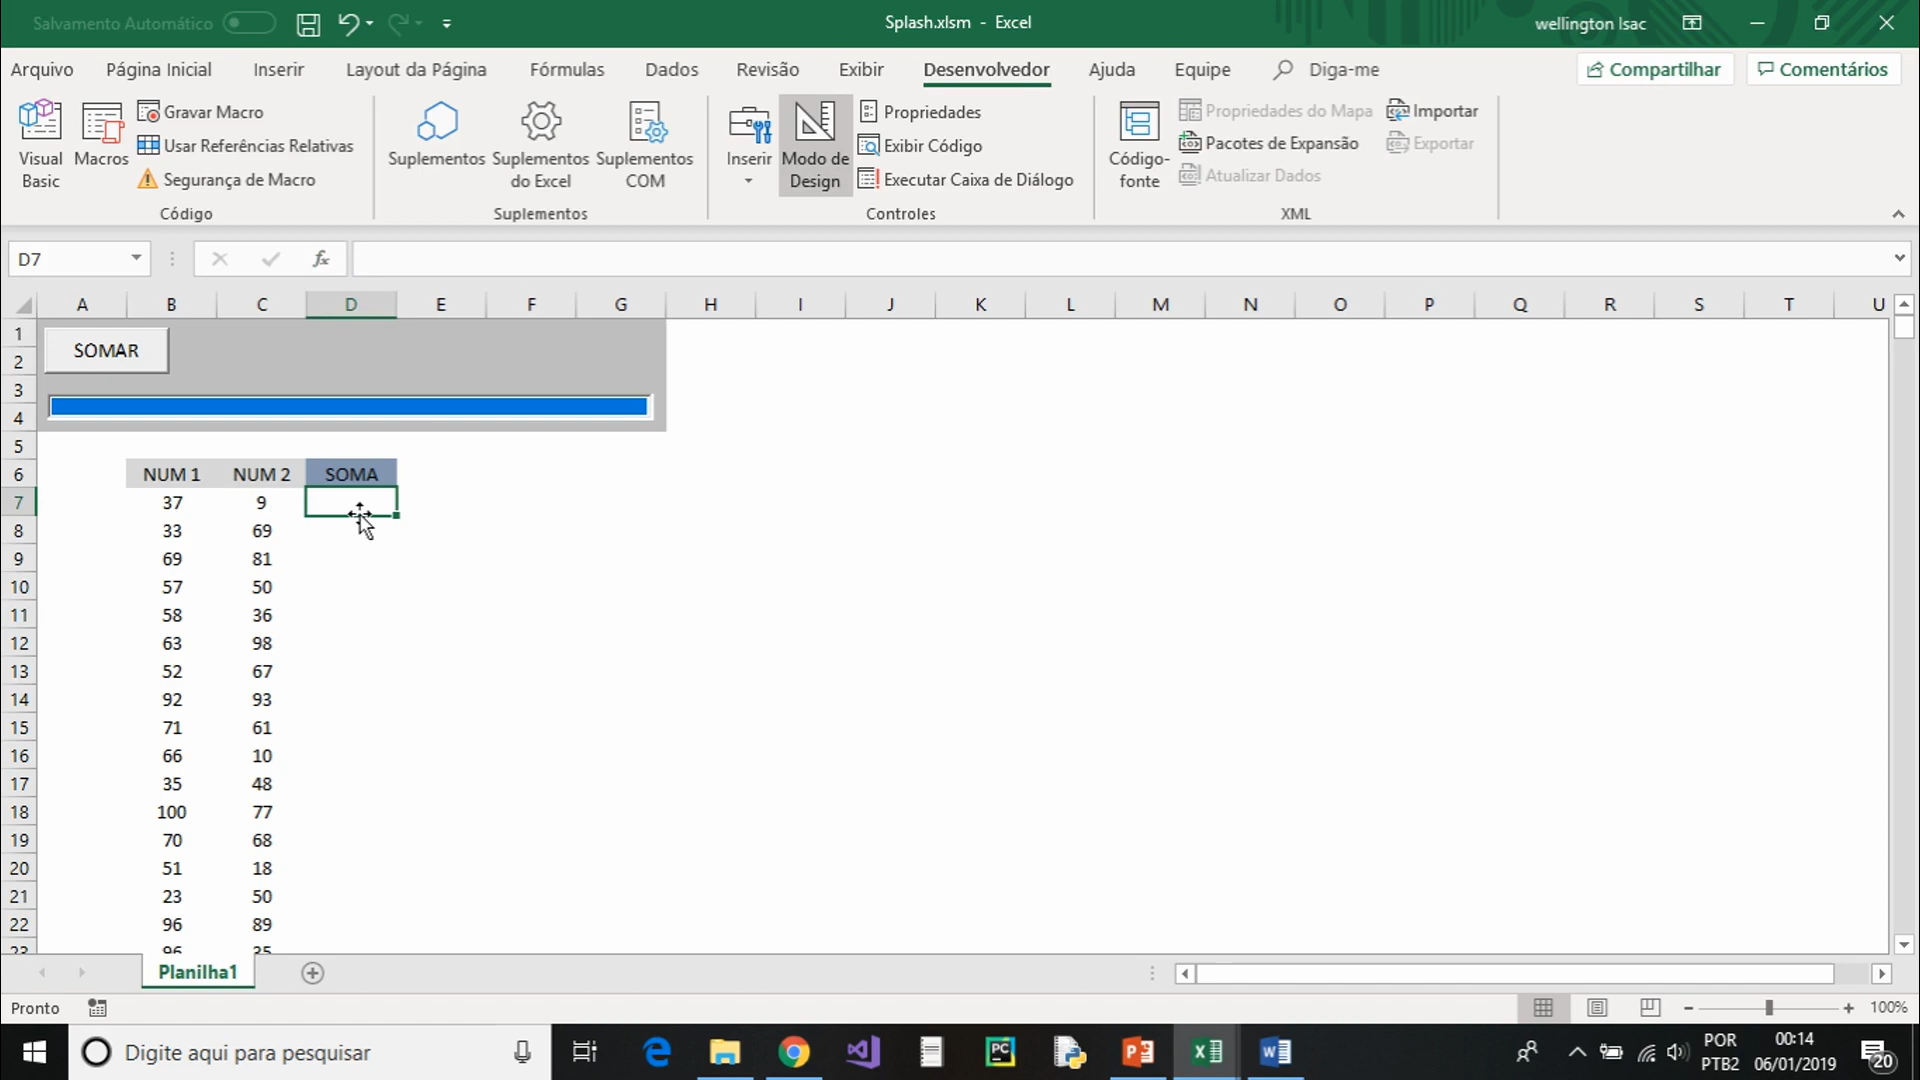 Salvamento Automático
Splash.xlsm - Excel
wellington Isac
Arquivo Página Inicial Inserir Layout da Página Fórmulas Dados Revisão Exibir Desenvolvedor Ajuda Equipe Diga-me Compartilhar Comentários
Visual Basic
Macros
Gravar Macro
Usar Referências Relativas
Segurança de Macro
Código
Suplementos
Suplementos do Excel
Suplementos COM
Suplementos
Inserir
Modo de Design
Propriedades
Exibir Código
Executar Caixa de Diálogo
Controles
Código-fonte
Propriedades do Mapa
Pacotes de Expansão
Atualizar Dados
Importar
Exportar
XML
D7
fx
A B C D E F G H I J K L M N O P Q R S T U
1
SOMAR
2
3
4
5
6 NUM 1 NUM 2 SOMA
7 37 9
8 33 69
9 69 81
10 57 50
11 58 36
12 63 98
13 52 67
14 92 93
15 71 61
16 66 10
17 35 48
18 100 77
19 70 68
20 51 18
21 23 50
22 96 89
23 96 35
Planilha1
Pronto
100%
Digite aqui para pesquisar
POR
PTB2
00:14
06/01/2019
20